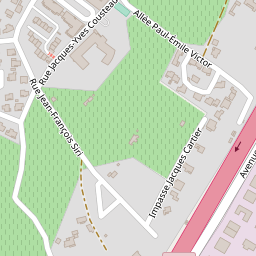 Allée Paul-Émile Victor
Rue Jacques-Yves Cousteau
Rue Jean-François Siri
Impasse Jacques Cartier
Avenue